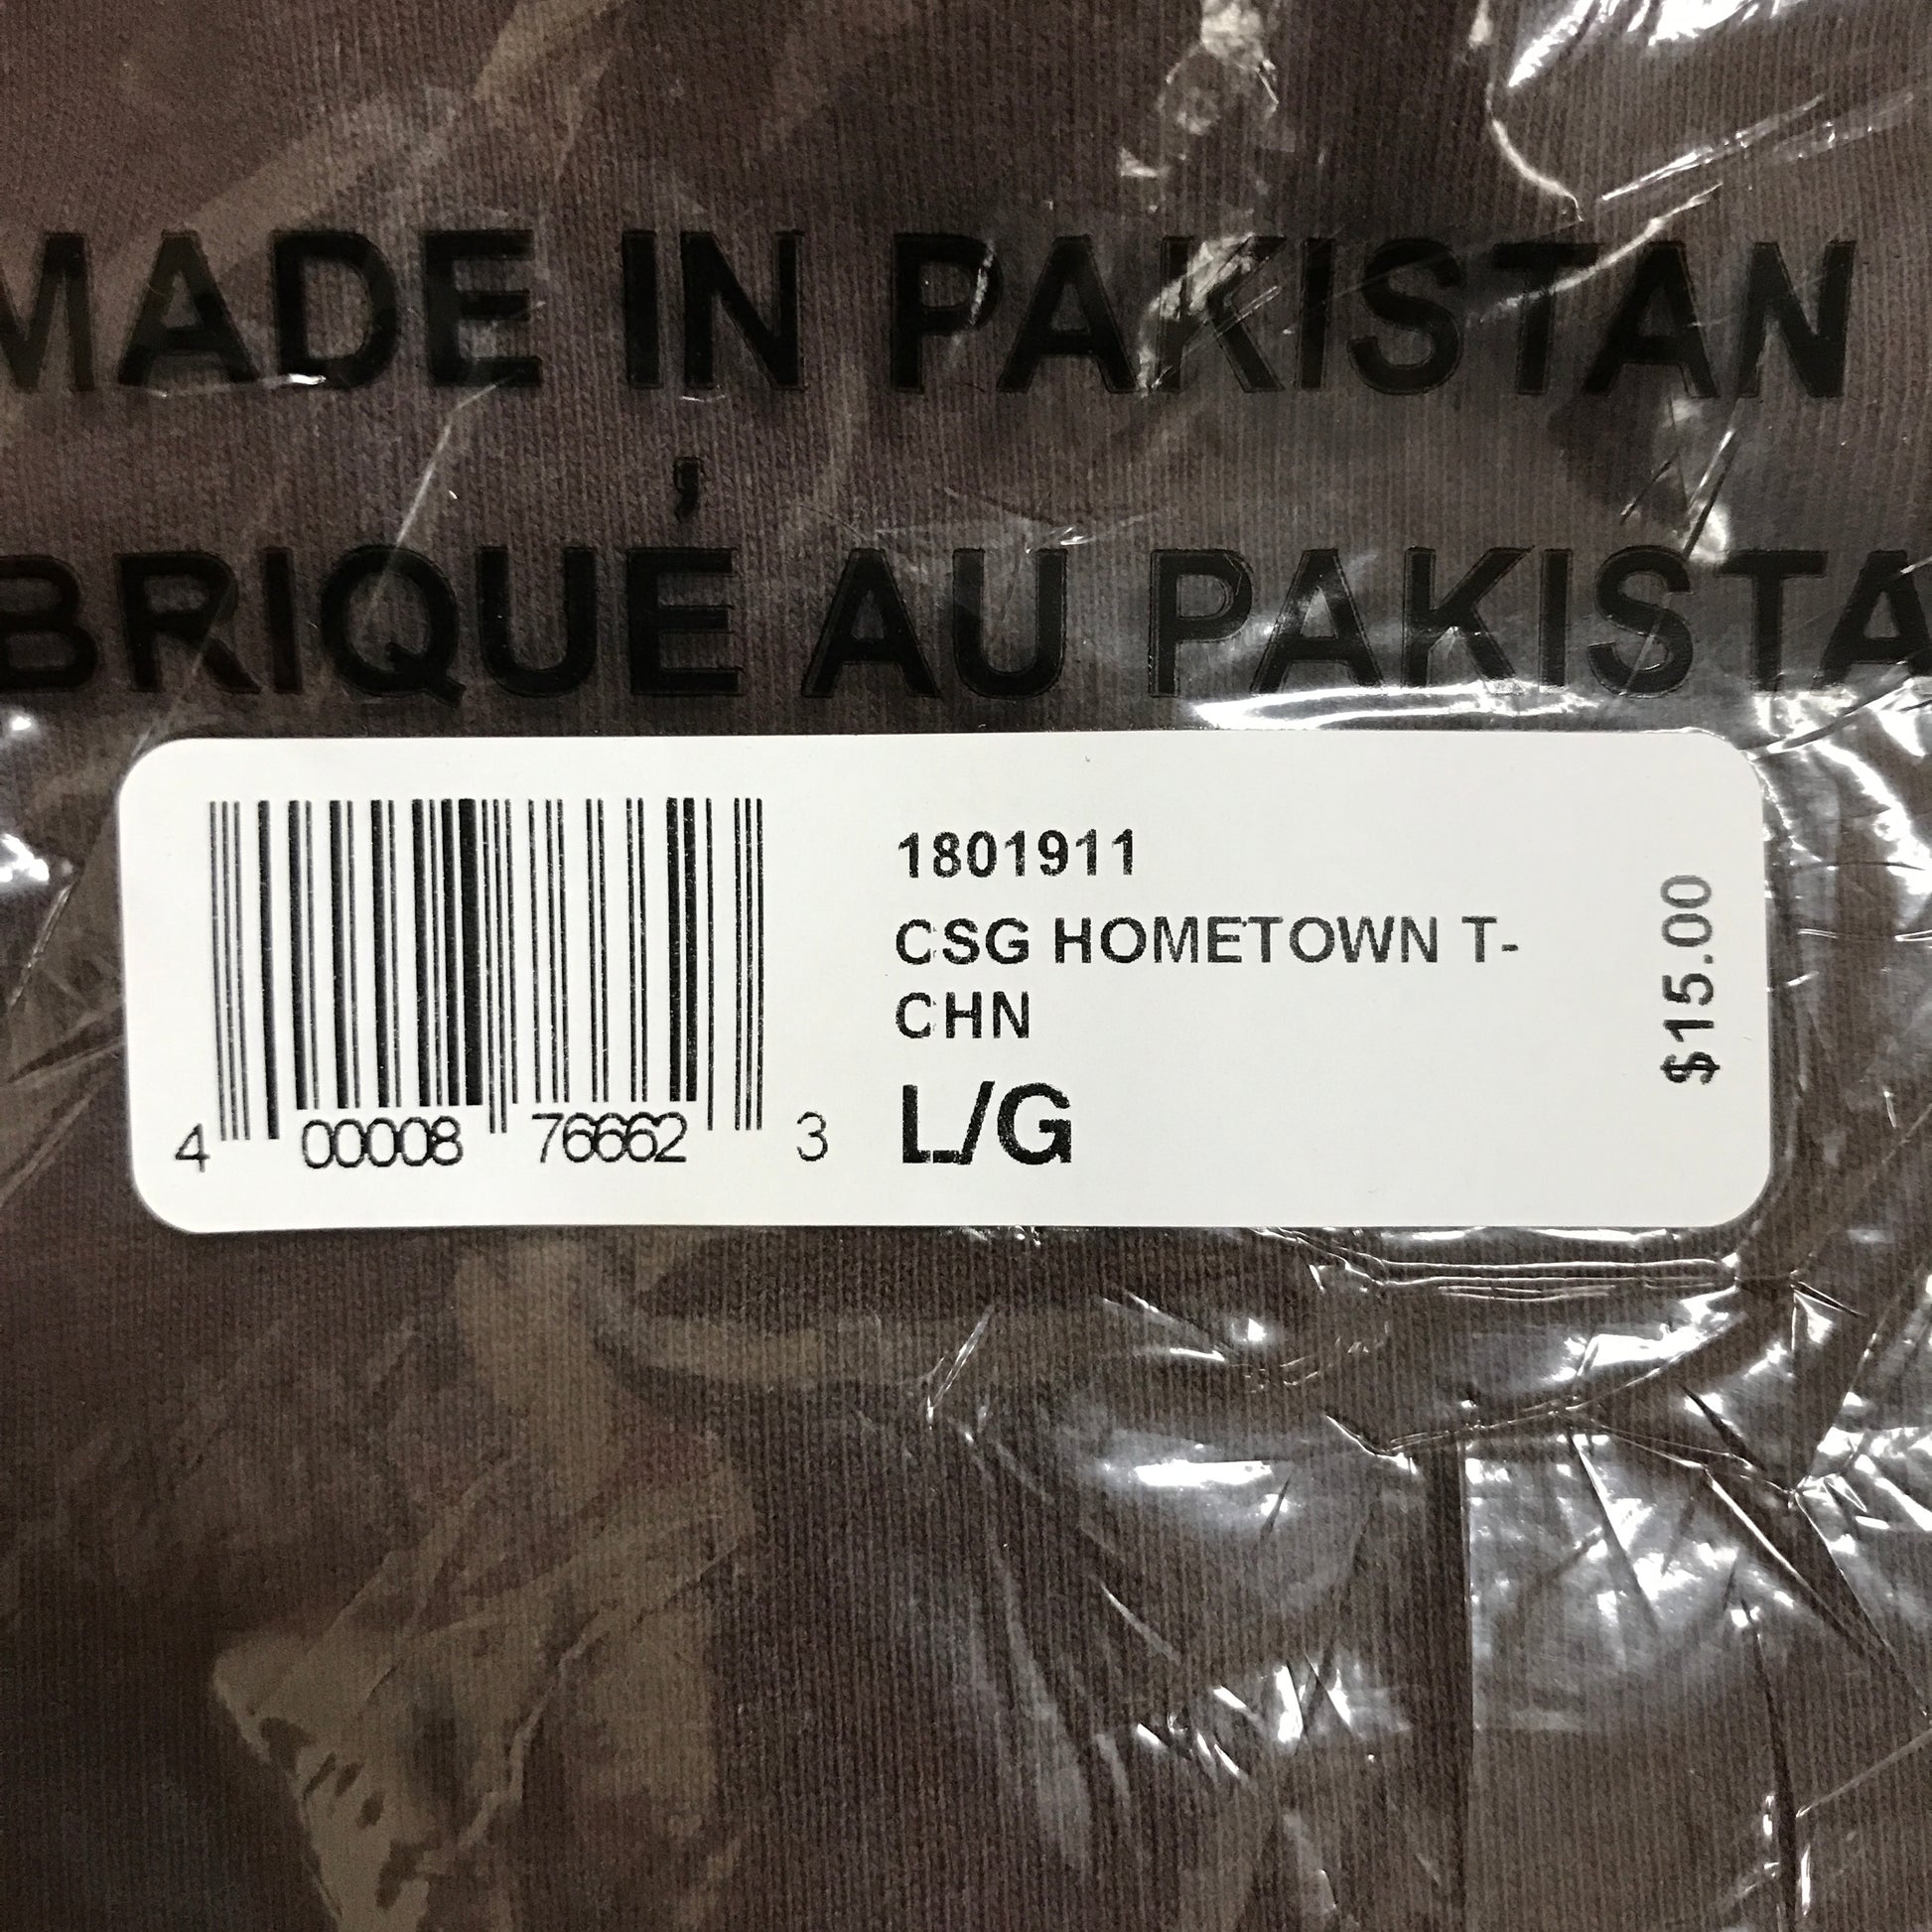 MADE IN PAKISTAN
BRIQUÉ AU PAKISTA
1801911
CSG HOMETOWN T-
CHN
L/G
$15.00
4 00008 76662 3